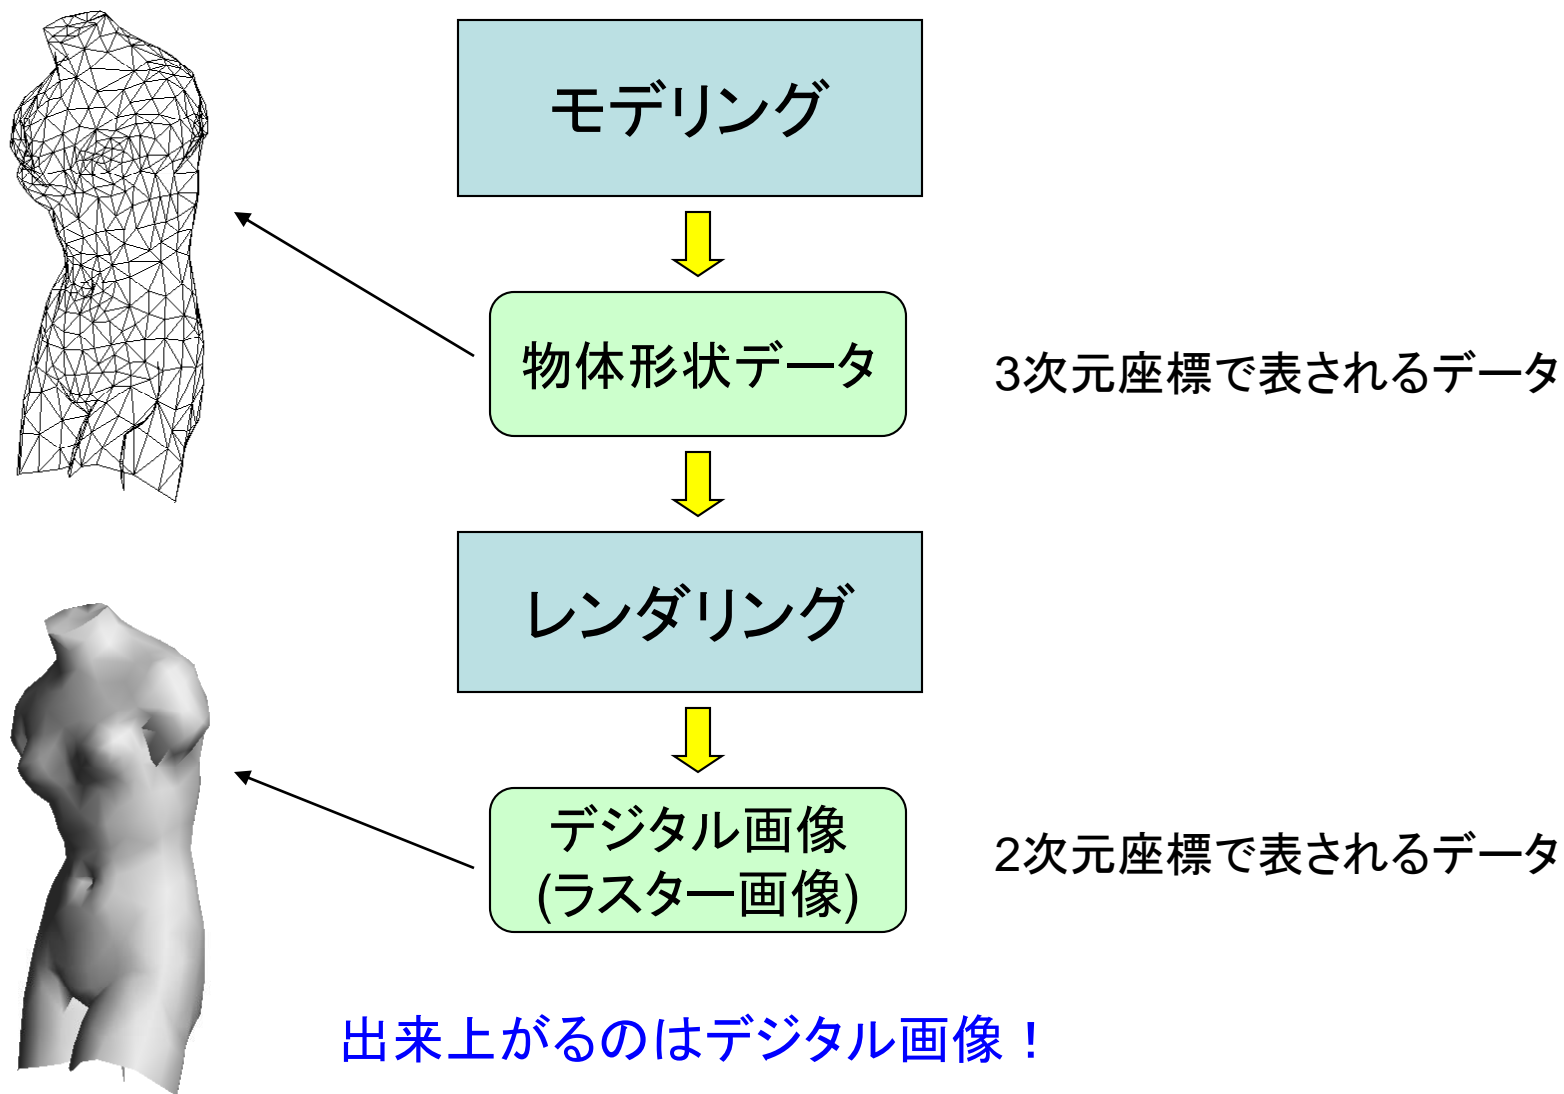 モデリング
物体形状データ
3次元座標で表されるデータ
レンダリング
デジタル画像
(ラスター画像)
2次元座標で表されるデータ
出来上がるのはデジタル画像！